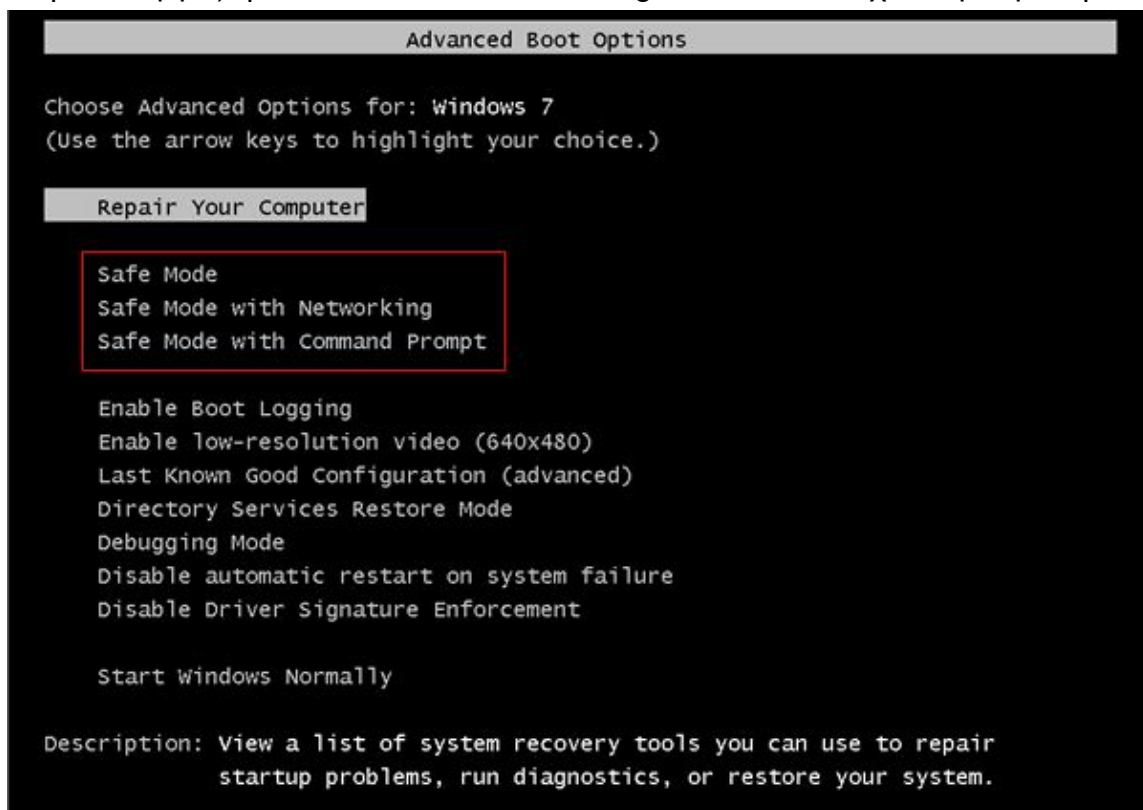 Advanced Boot Options
Choose Advanced Options for: Windows 7
(Use the arrow keys to highlight your choice.)
Repair Your Computer
Safe Mode
Safe Mode with Networking
Safe Mode with Command Prompt
Enable Boot Logging
Enable low-resolution video (640x480)
Last Known Good Configuration (advanced)
Directory Services Restore Mode
Debugging Mode
Disable automatic restart on system failure
Disable Driver Signature Enforcement
Start Windows Normally
Description: View a list of system recovery tools you can use to repair
startup problems, run diagnostics, or restore your system.